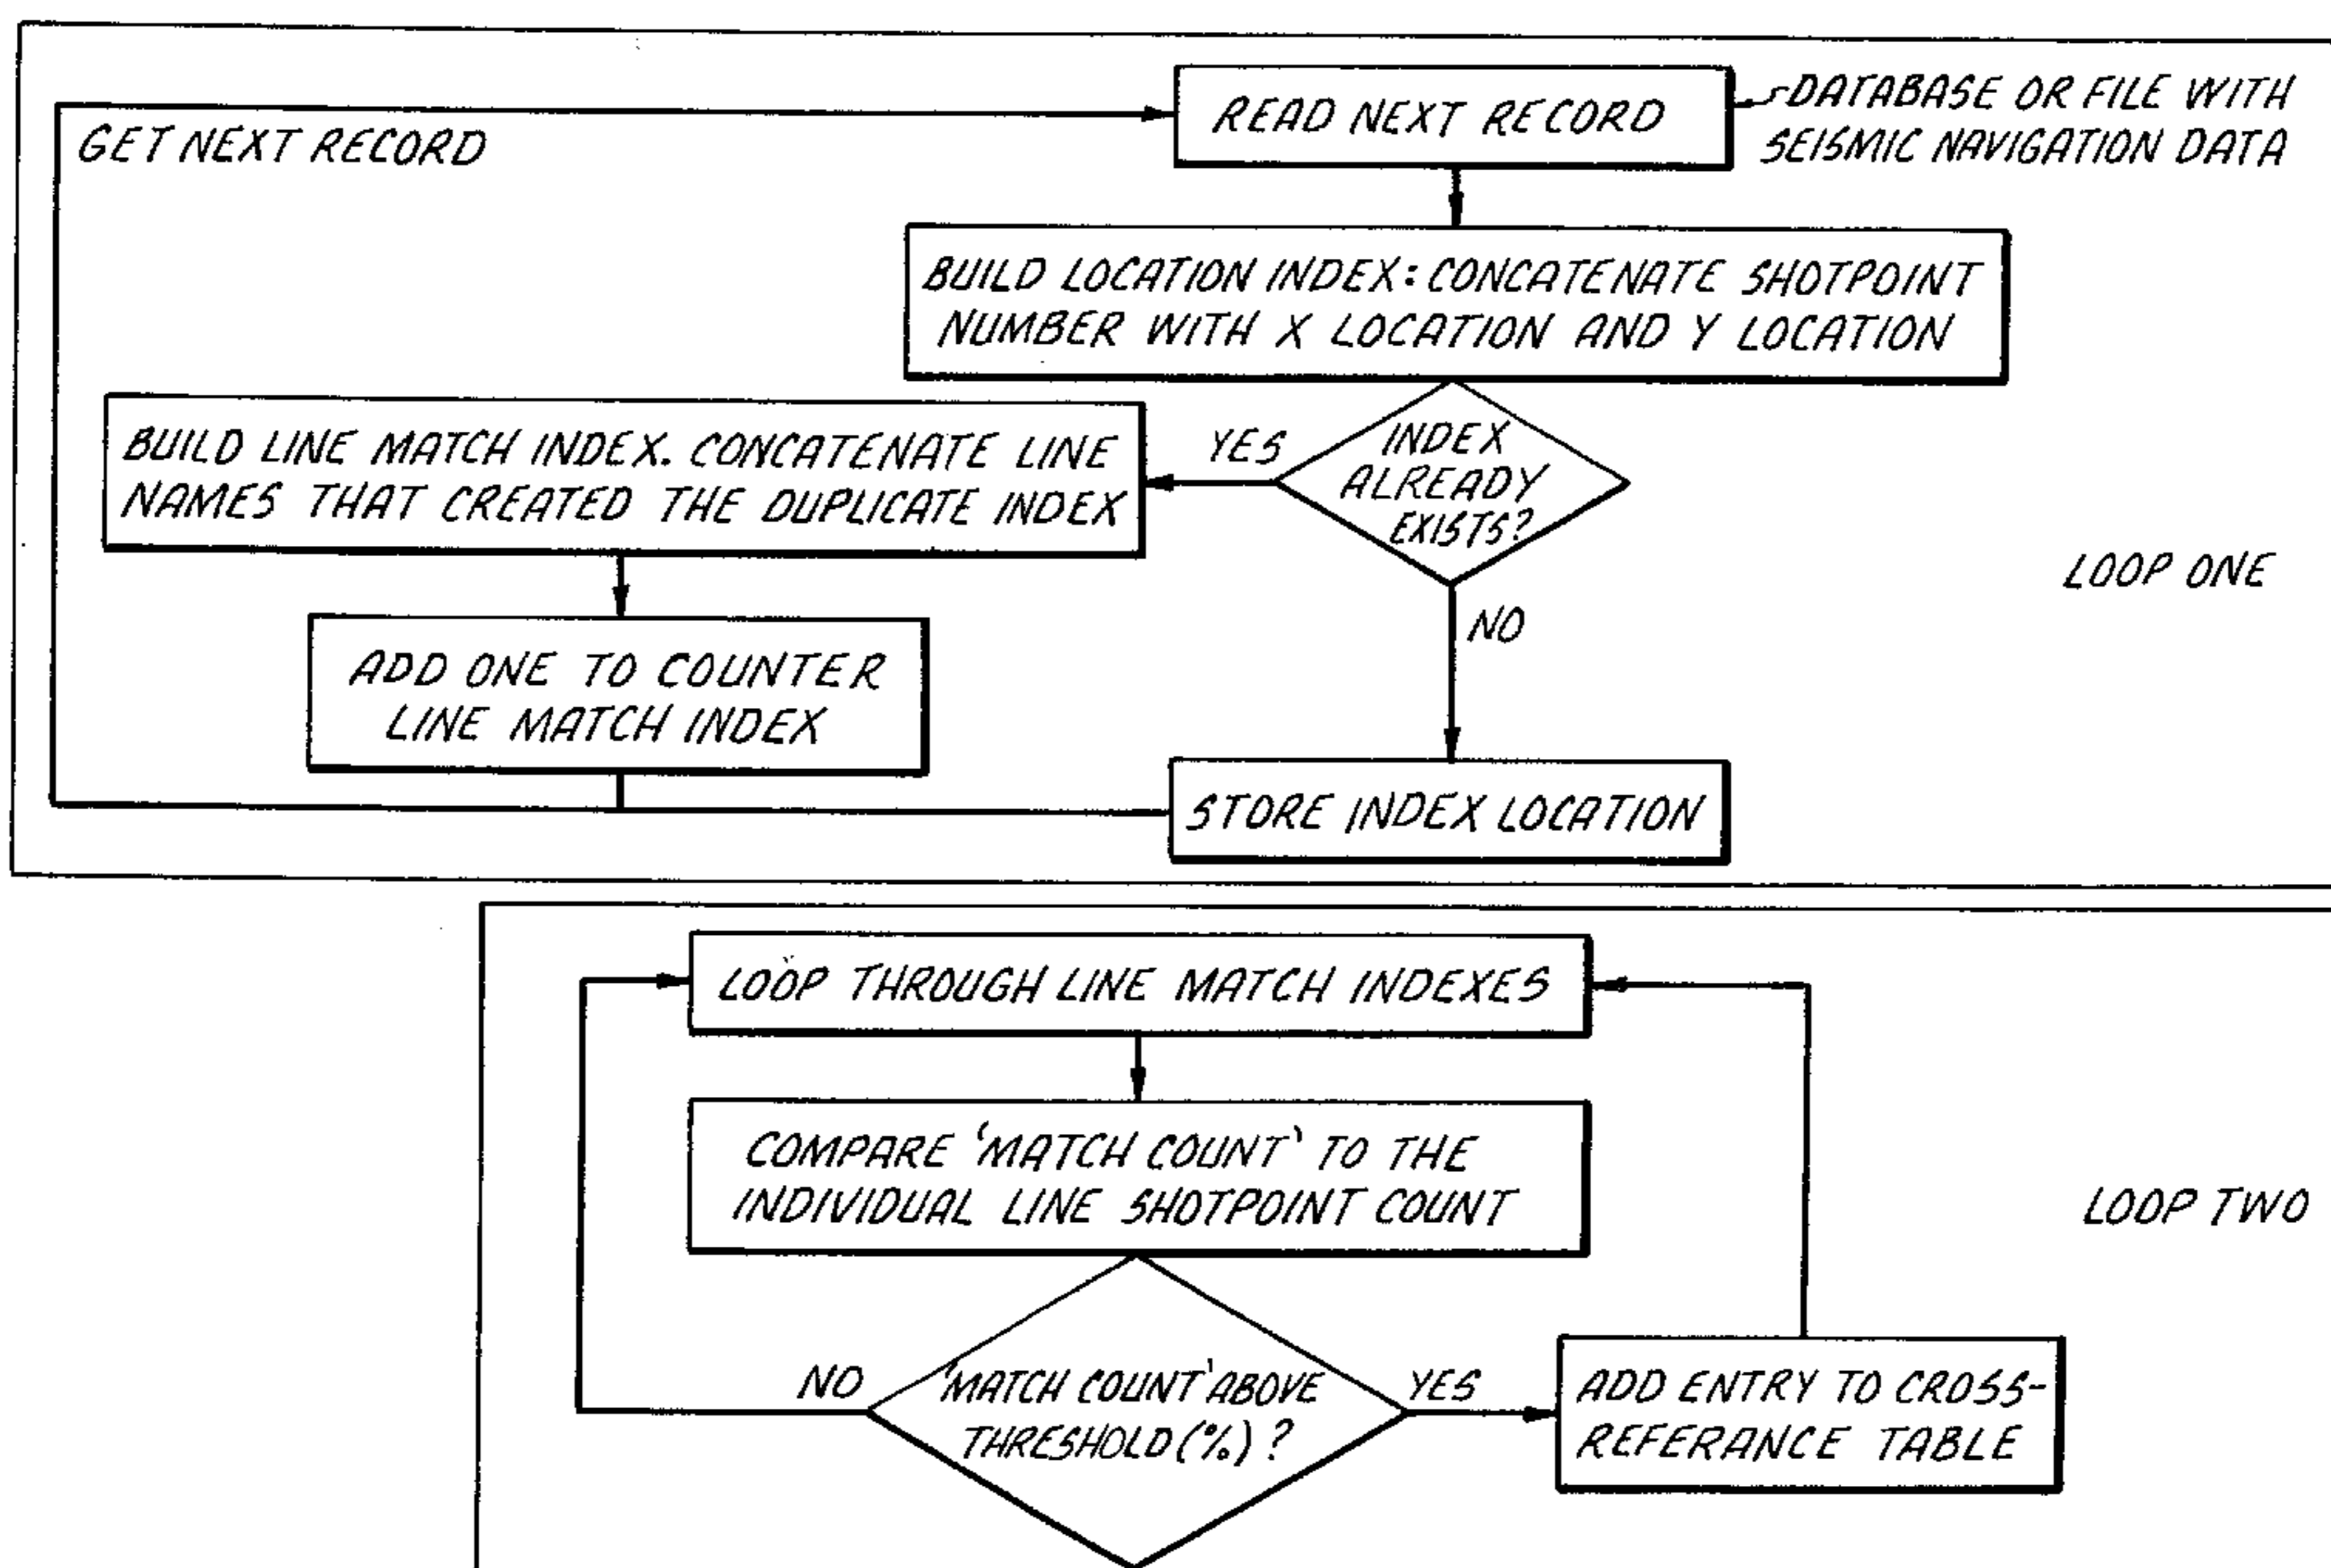 READ NEXT RECORD
DATABASE OR FILE WITH
SEISMIC NAVIGATION DATA
GET NEXT RECORD
BUILD LOCATION INDEX: CONCATENATE SHOTPOINT
NUMBER WITH X LOCATION AND Y LOCATION
INDEX
ALREADY
EXISTS?
YES
BUILD LINE MATCH INDEX. CONCATENATE LINE
NAMES THAT CREATED THE DUPLICATE INDEX
LOOP ONE
NO
ADD ONE TO COUNTER
LINE MATCH INDEX
STORE INDEX LOCATION
LOOP THROUGH LINE MATCH INDEXES
COMPARE 'MATCH COUNT' TO THE
INDIVIDUAL LINE SHOTPOINT COUNT
LOOP TWO
NO
'MATCH COUNT' ABOVE
THRESHOLD (%) ?
YES
ADD ENTRY TO CROSS-
REFERANCE TABLE